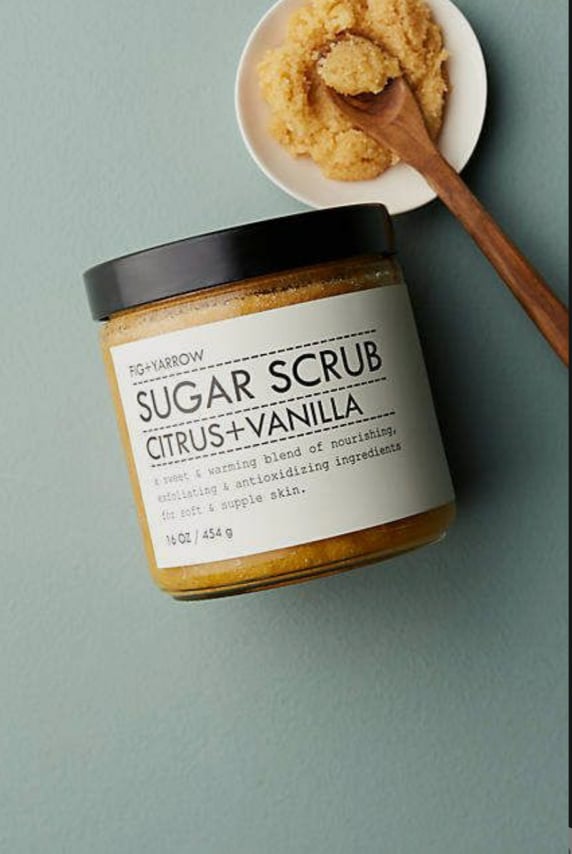 FIG+YARROW
SUGAR SCRUB
CITRUS+VANILLA
a sweet & warming blend of nourishing,
exfoliating & antioxidizing ingredients
for soft & supple skin.
16 OZ / 454 g